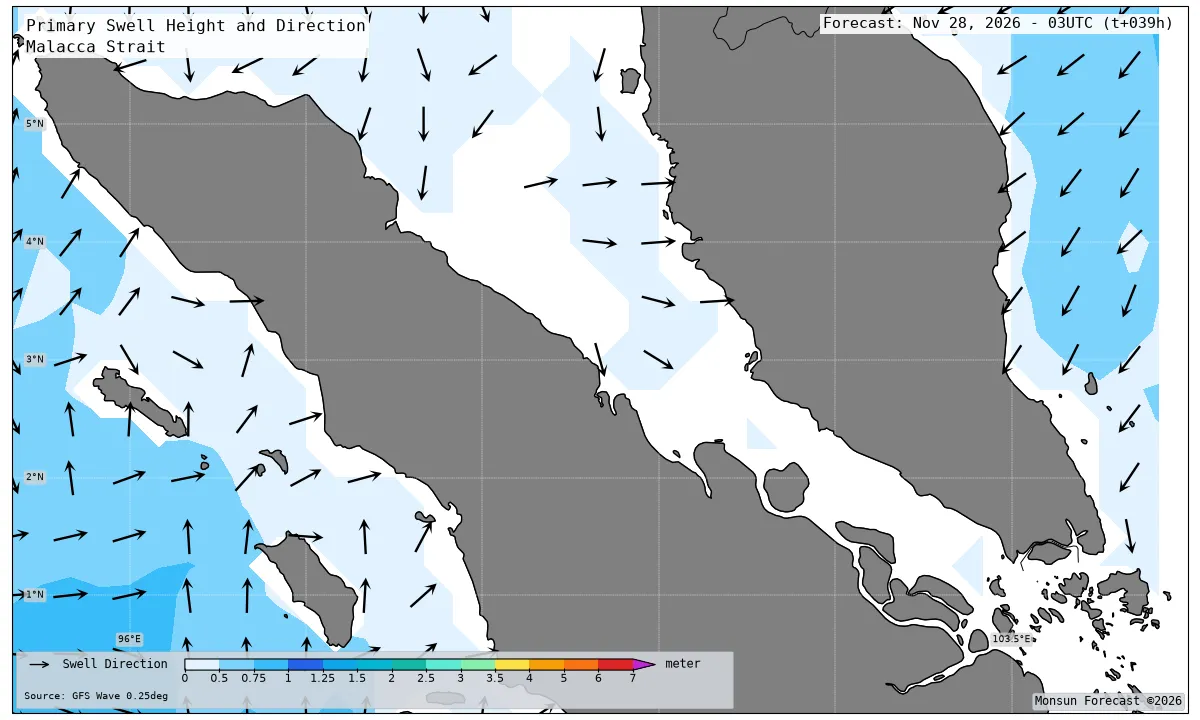 Primary Swell Height and Direction
Malacca Strait
Forecast: Nov 28, 2026 - 03UTC (t+039h)
5°N
4°N
3°N
2°N
1°N
96°E
103.5°E
Swell Direction
0 0.5 0.75 1 1.25 1.5 2 2.5 3 3.5 4 5 6 7
meter
Source: GFS Wave 0.25deg
Monsun Forecast ©2026